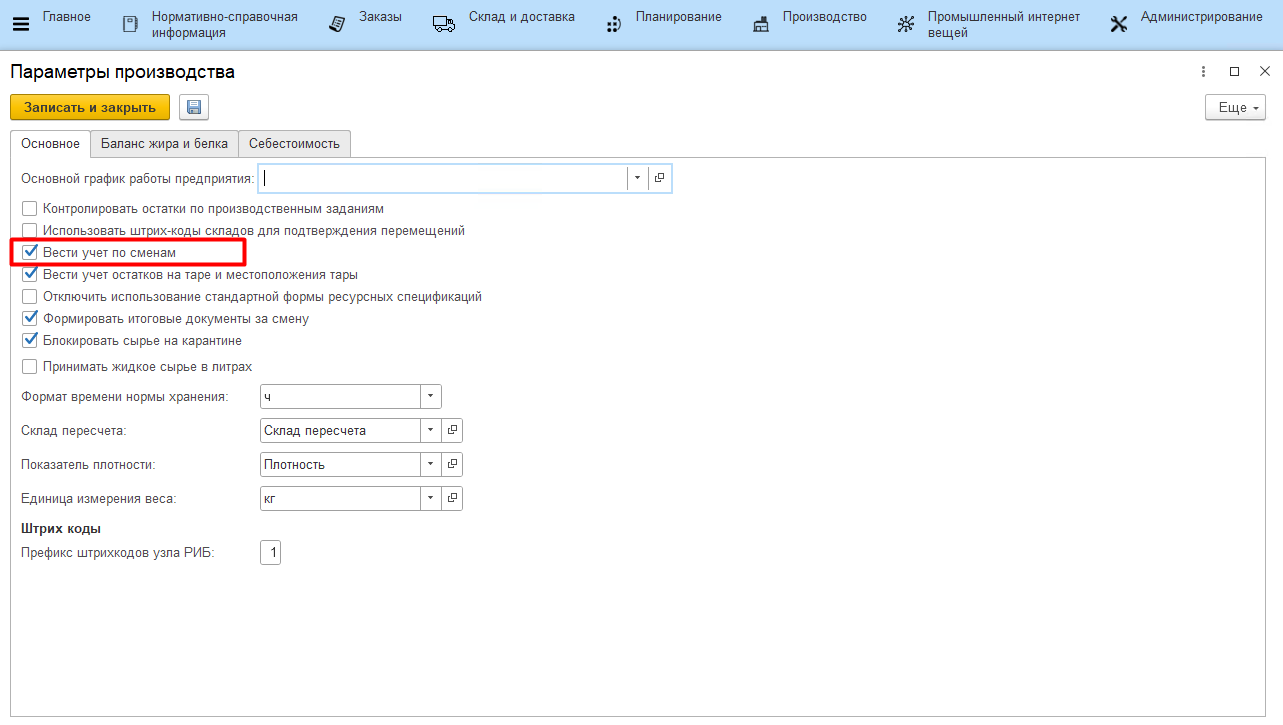 Главное
Нормативно-справочная
информация
Заказы
Склад и доставка
Планирование
Производство
Промышленный интернет
вещей
Администрирование
Параметры производства
Записать и закрыть
Еще
Основное
Баланс жира и белка
Себестоимость
Основной график работы предприятия:
Контролировать остатки по производственным заданиям
Использовать штрих-коды складов для подтверждения перемещений
Вести учет по сменам
Вести учет остатков на таре и местоположения тары
Отключить использование стандартной формы ресурсных спецификаций
Формировать итоговые документы за смену
Блокировать сырье на карантине
Принимать жидкое сырье в литрах
Формат времени нормы хранения: ч
Склад пересчета: Склад пересчета
Показатель плотности: Плотность
Единица измерения веса: кг
Штрих коды
Префикс штрихкодов узла РИБ: 1